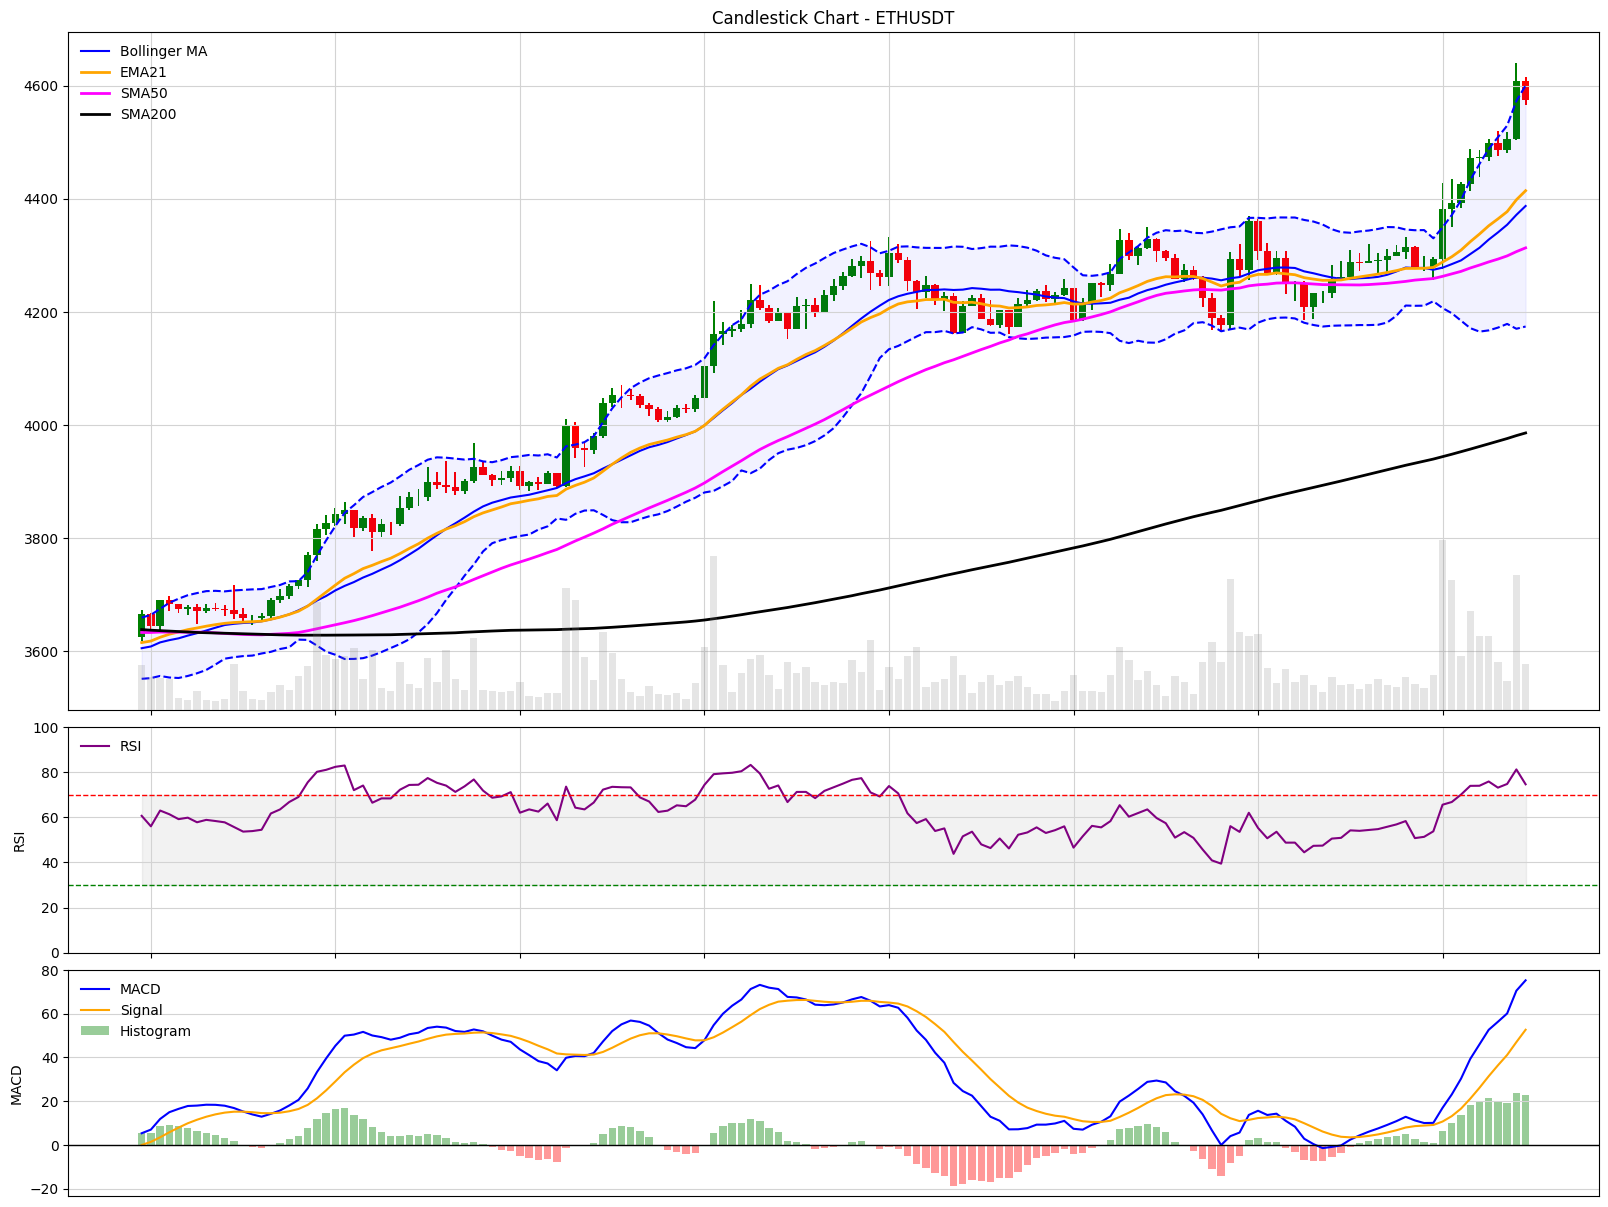 Candlestick Chart - ETHUSDT
Bollinger MA
EMA21
SMA50
SMA200
4600
4400
4200
4000
3800
3600
RSI
100
80
60
40
20
0
RSI
MACD
Signal
Histogram
80
60
40
20
0
−20
MACD